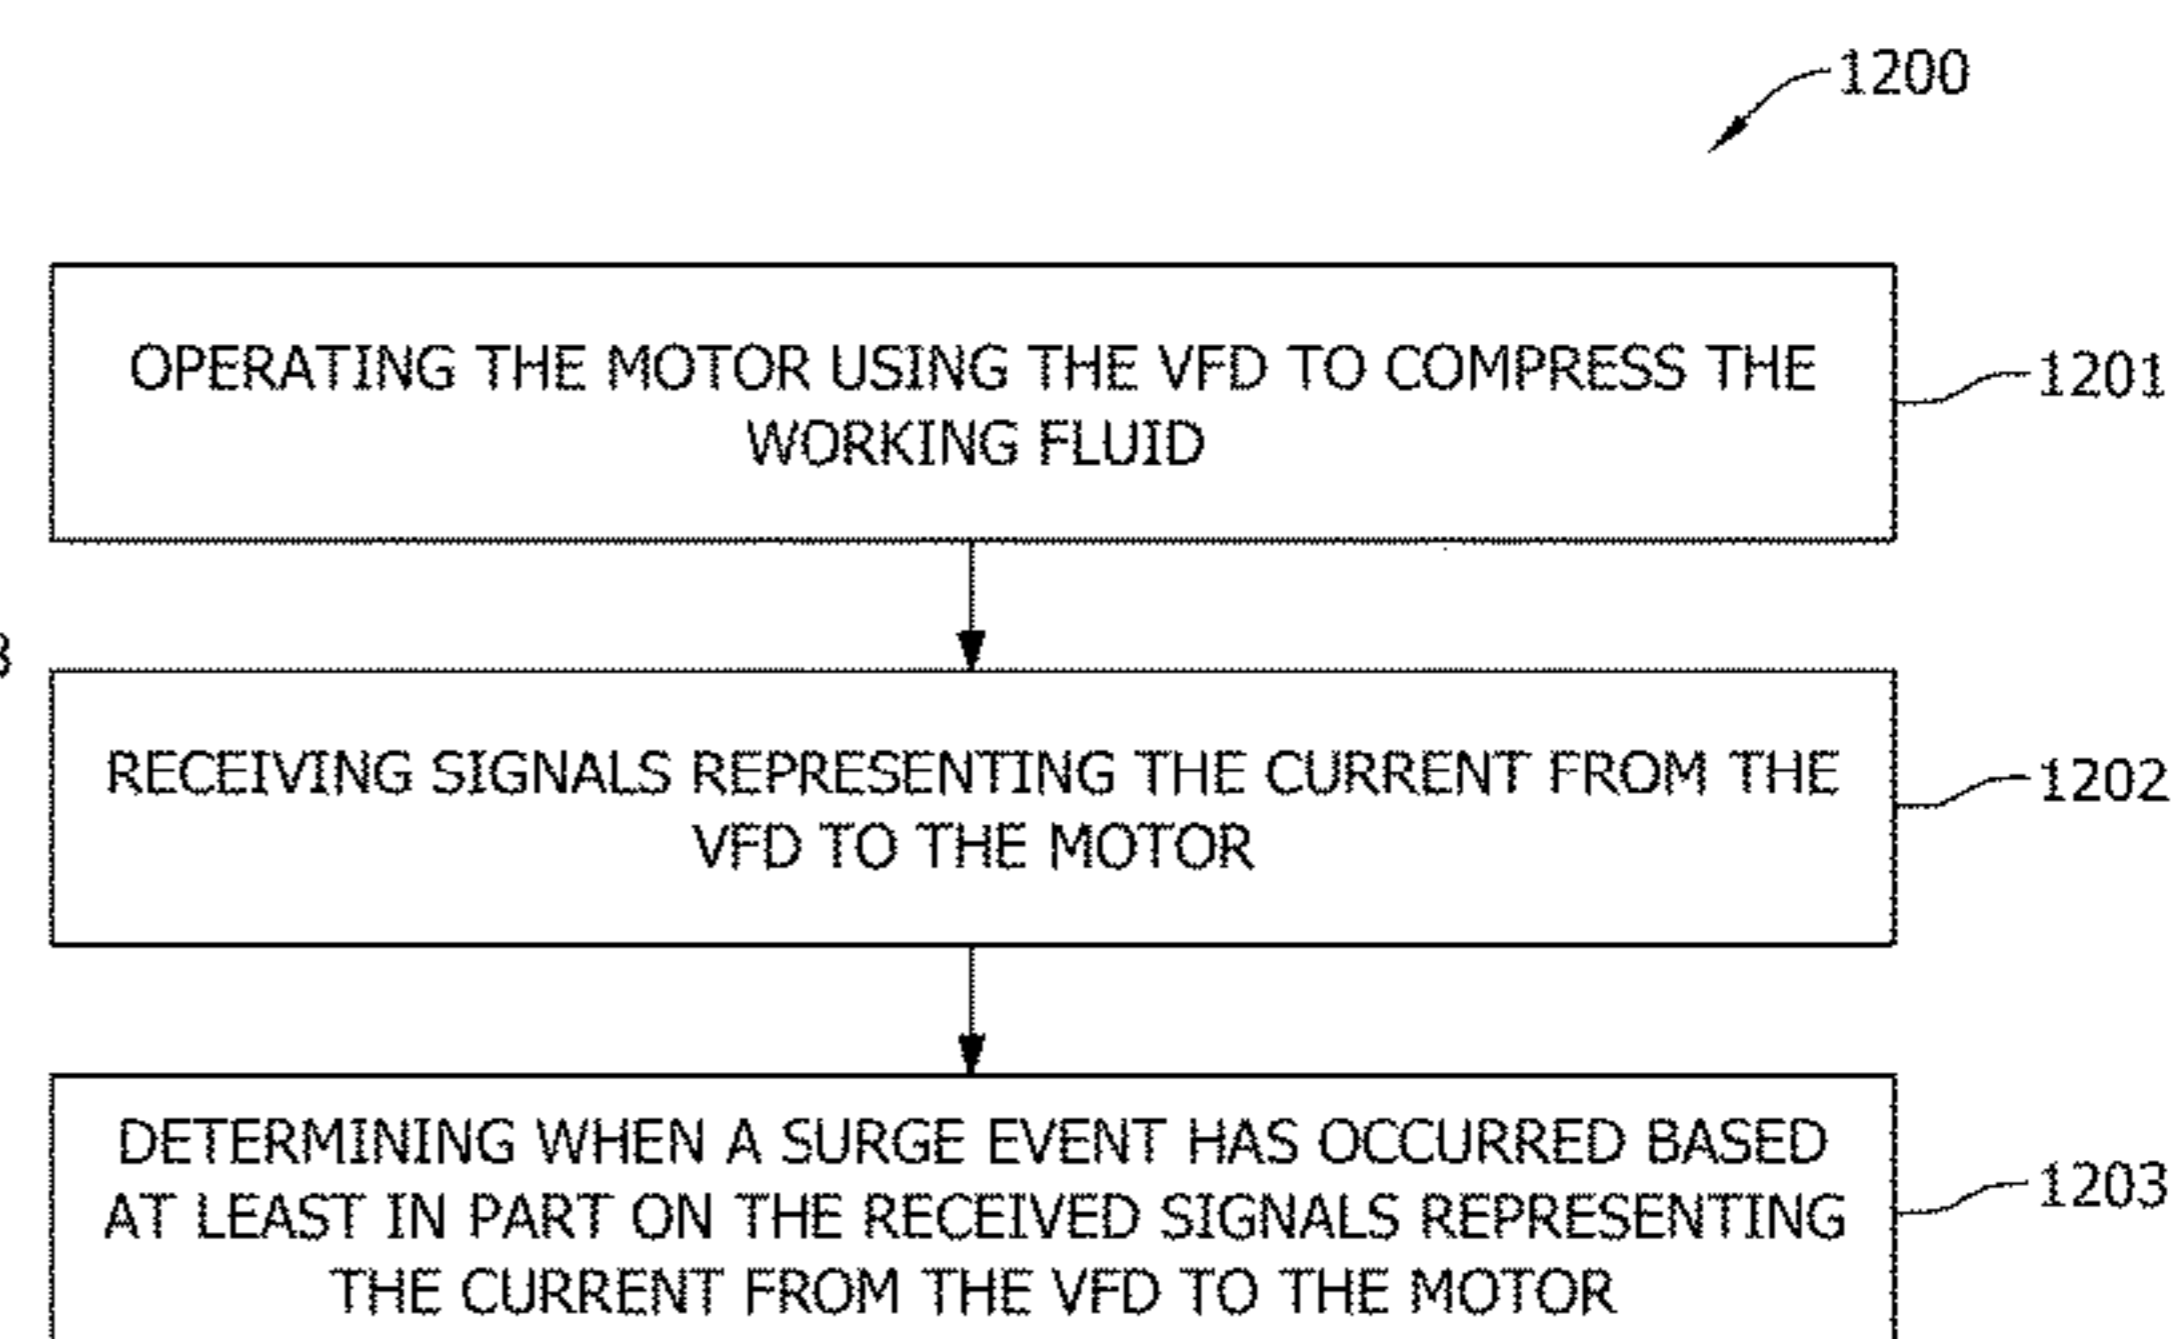 1200
OPERATING THE MOTOR USING THE VFD TO COMPRESS THE
WORKING FLUID
1201
RECEIVING SIGNALS REPRESENTING THE CURRENT FROM THE
VFD TO THE MOTOR
1202
DETERMINING WHEN A SURGE EVENT HAS OCCURRED BASED
AT LEAST IN PART ON THE RECEIVED SIGNALS REPRESENTING
THE CURRENT FROM THE VFD TO THE MOTOR
1203